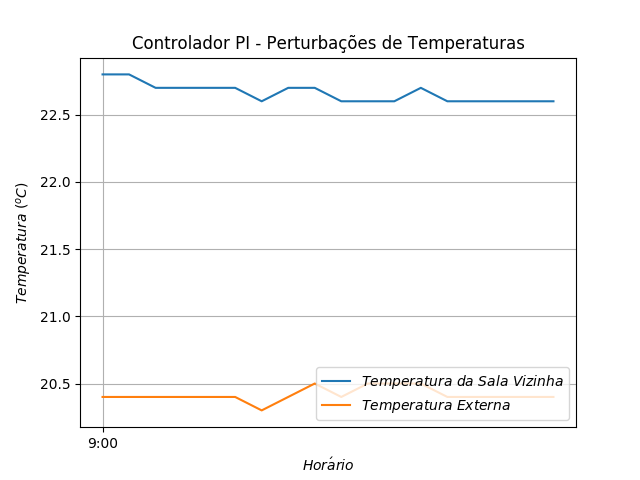 Controlador PI - Perturbações de Temperaturas
Temperatura (ºC)
22.5
22.0
21.5
21.0
20.5
Temperatura da Sala Vizinha
Temperatura Externa
9:00
Horário